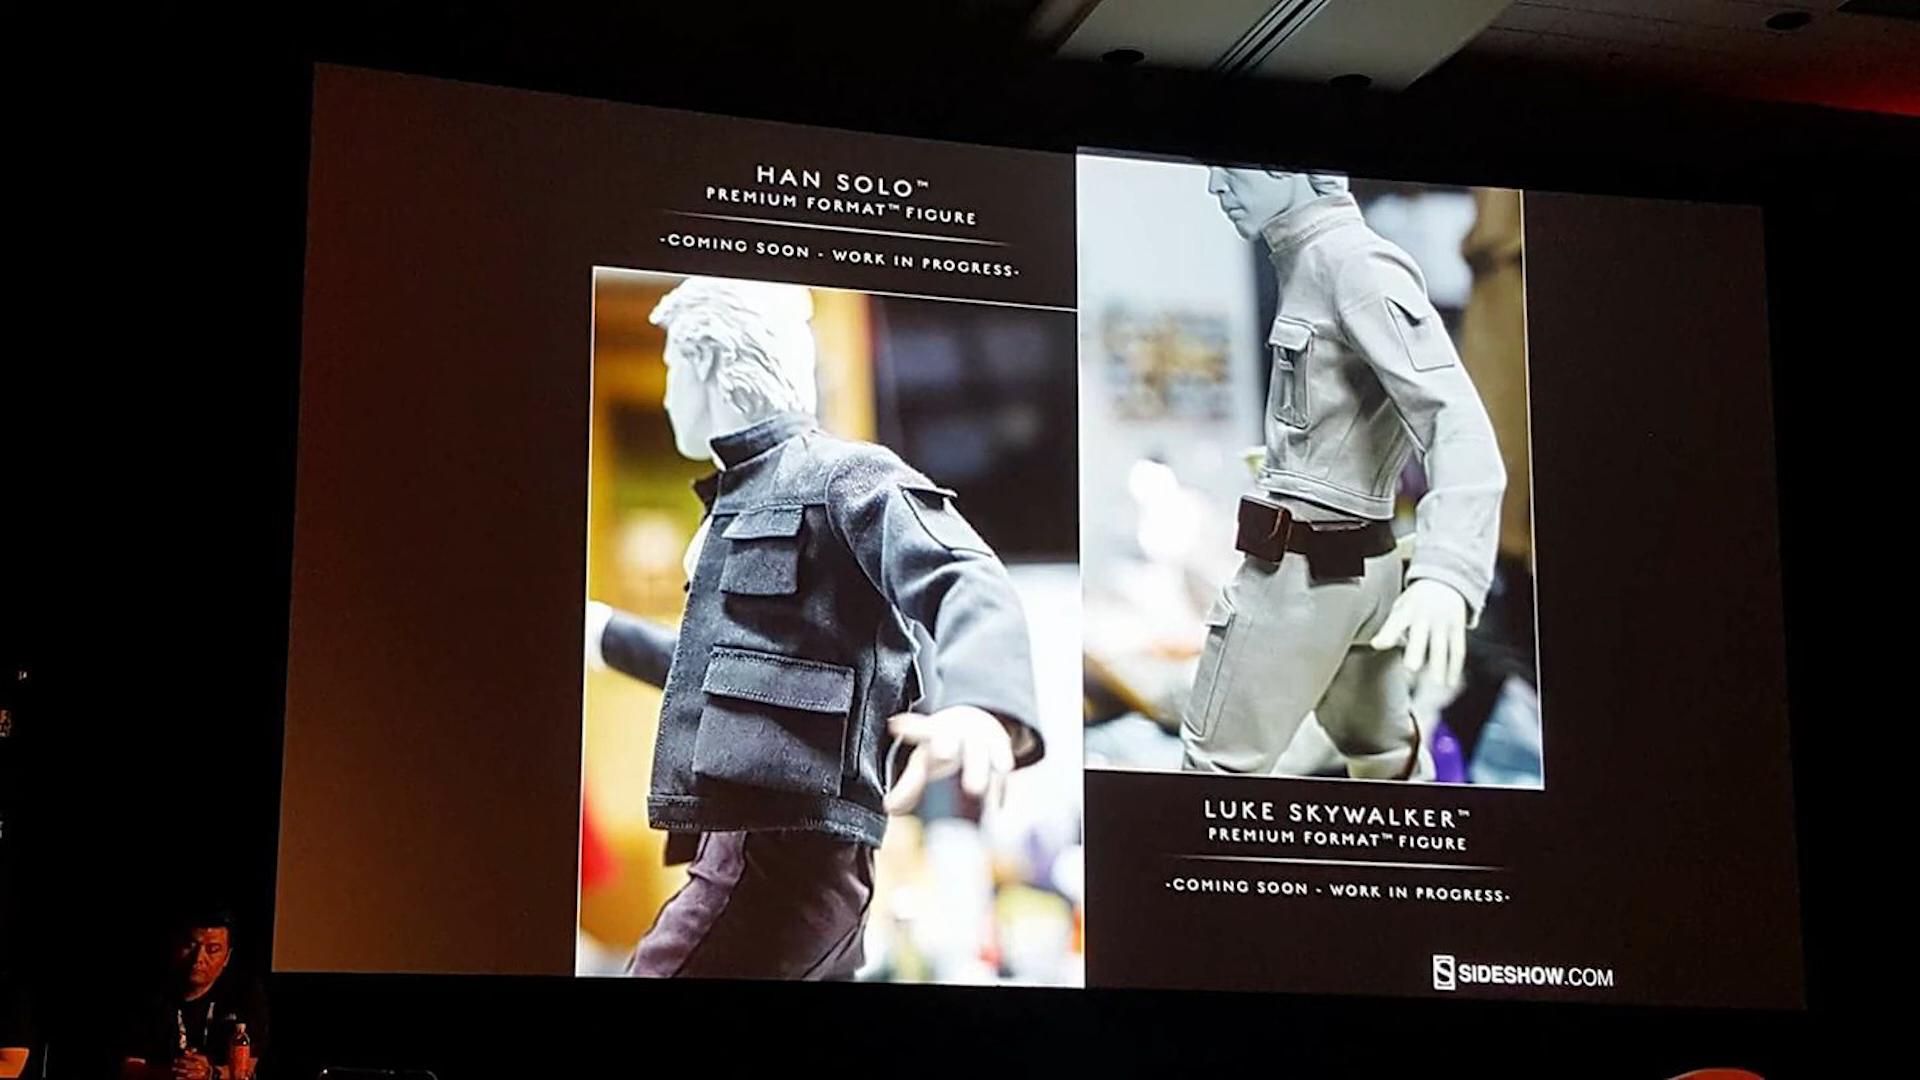 HAN SOLO™
PREMIUM FORMAT™ FIGURE
-COMING SOON - WORK IN PROGRESS-
LUKE SKYWALKER™
PREMIUM FORMAT™ FIGURE
-COMING SOON - WORK IN PROGRESS-
S SIDESHOW.COM